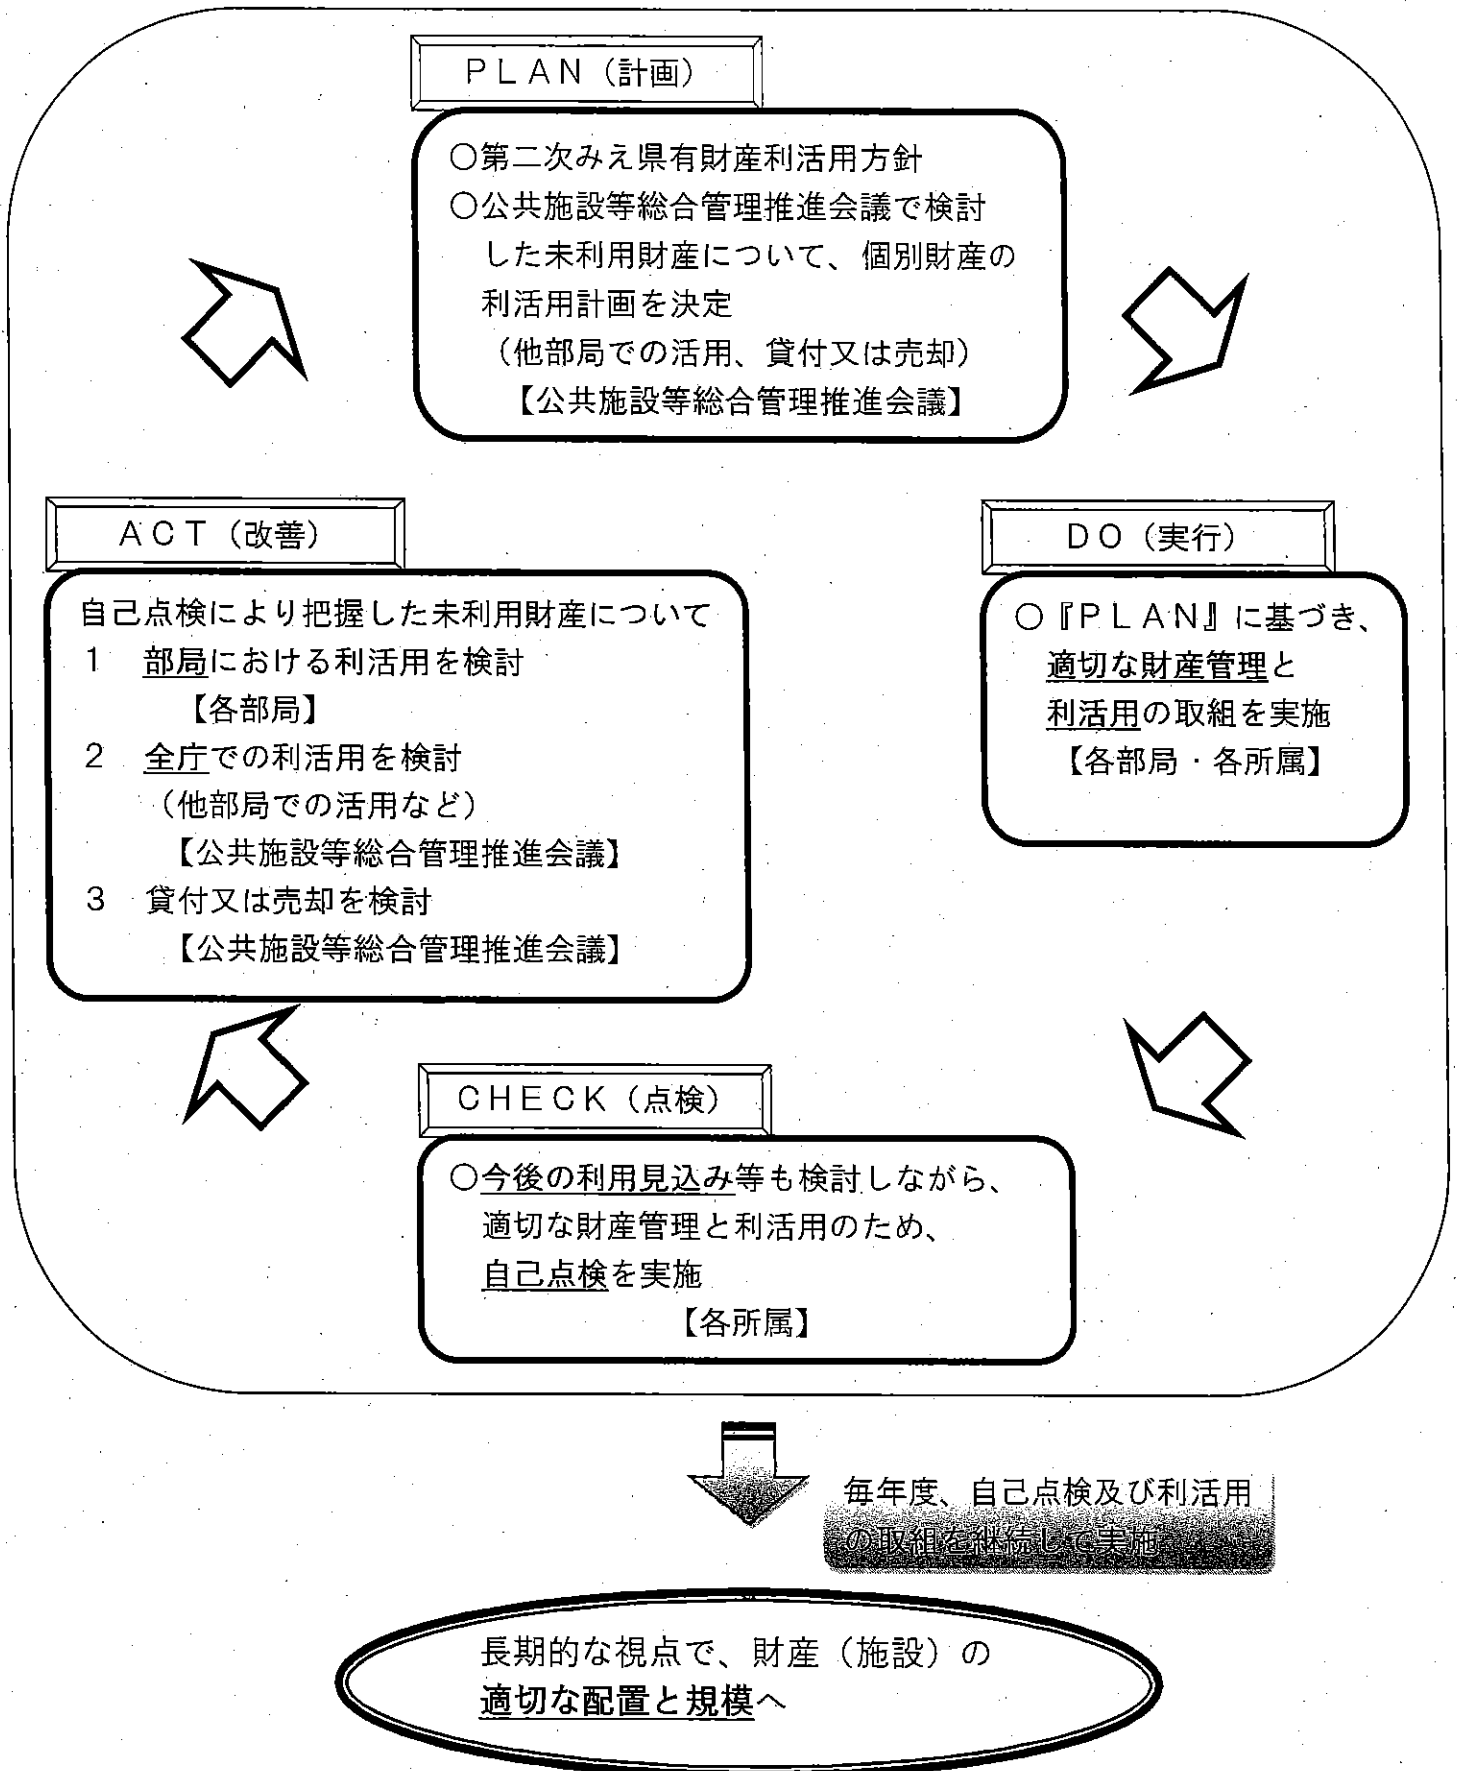 PLAN（計画）
○第二次みえ県有財産利活用方針
○公共施設等総合管理推進会議で検討
した未利用財産について、個別財産の
利活用計画を決定
（他部局での活用、貸付又は売却）
【公共施設等総合管理推進会議】
DO（実行）
○『PLAN』に基づき、
適切な財産管理と
利活用の取組を実施
【各部局・各所属】
CHECK（点検）
○今後の利用見込み等も検討しながら、
適切な財産管理と利活用のため、
自己点検を実施
【各所属】
ACT（改善）
自己点検により把握した未利用財産について
1 部局における利活用を検討
【各部局】
2 全庁での利活用を検討
（他部局での活用など）
【公共施設等総合管理推進会議】
3 貸付又は売却を検討
【公共施設等総合管理推進会議】
毎年度、自己点検及び利活用
の取組を継続して実施
長期的な視点で、財産（施設）の
適切な配置と規模へ